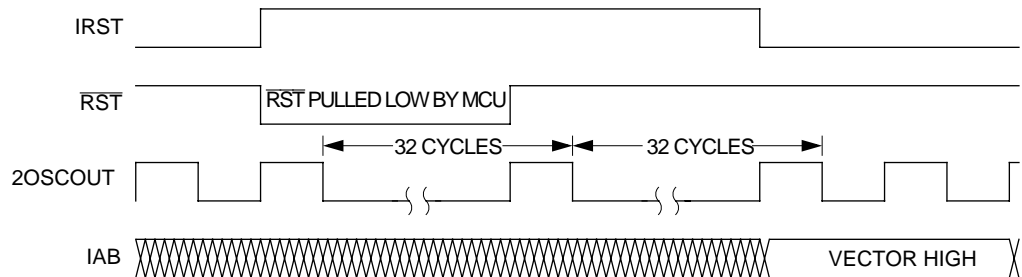 IRST
RST
RST PULLED LOW BY MCU
32 CYCLES
32 CYCLES
2OSCOUT
IAB
VECTOR HIGH